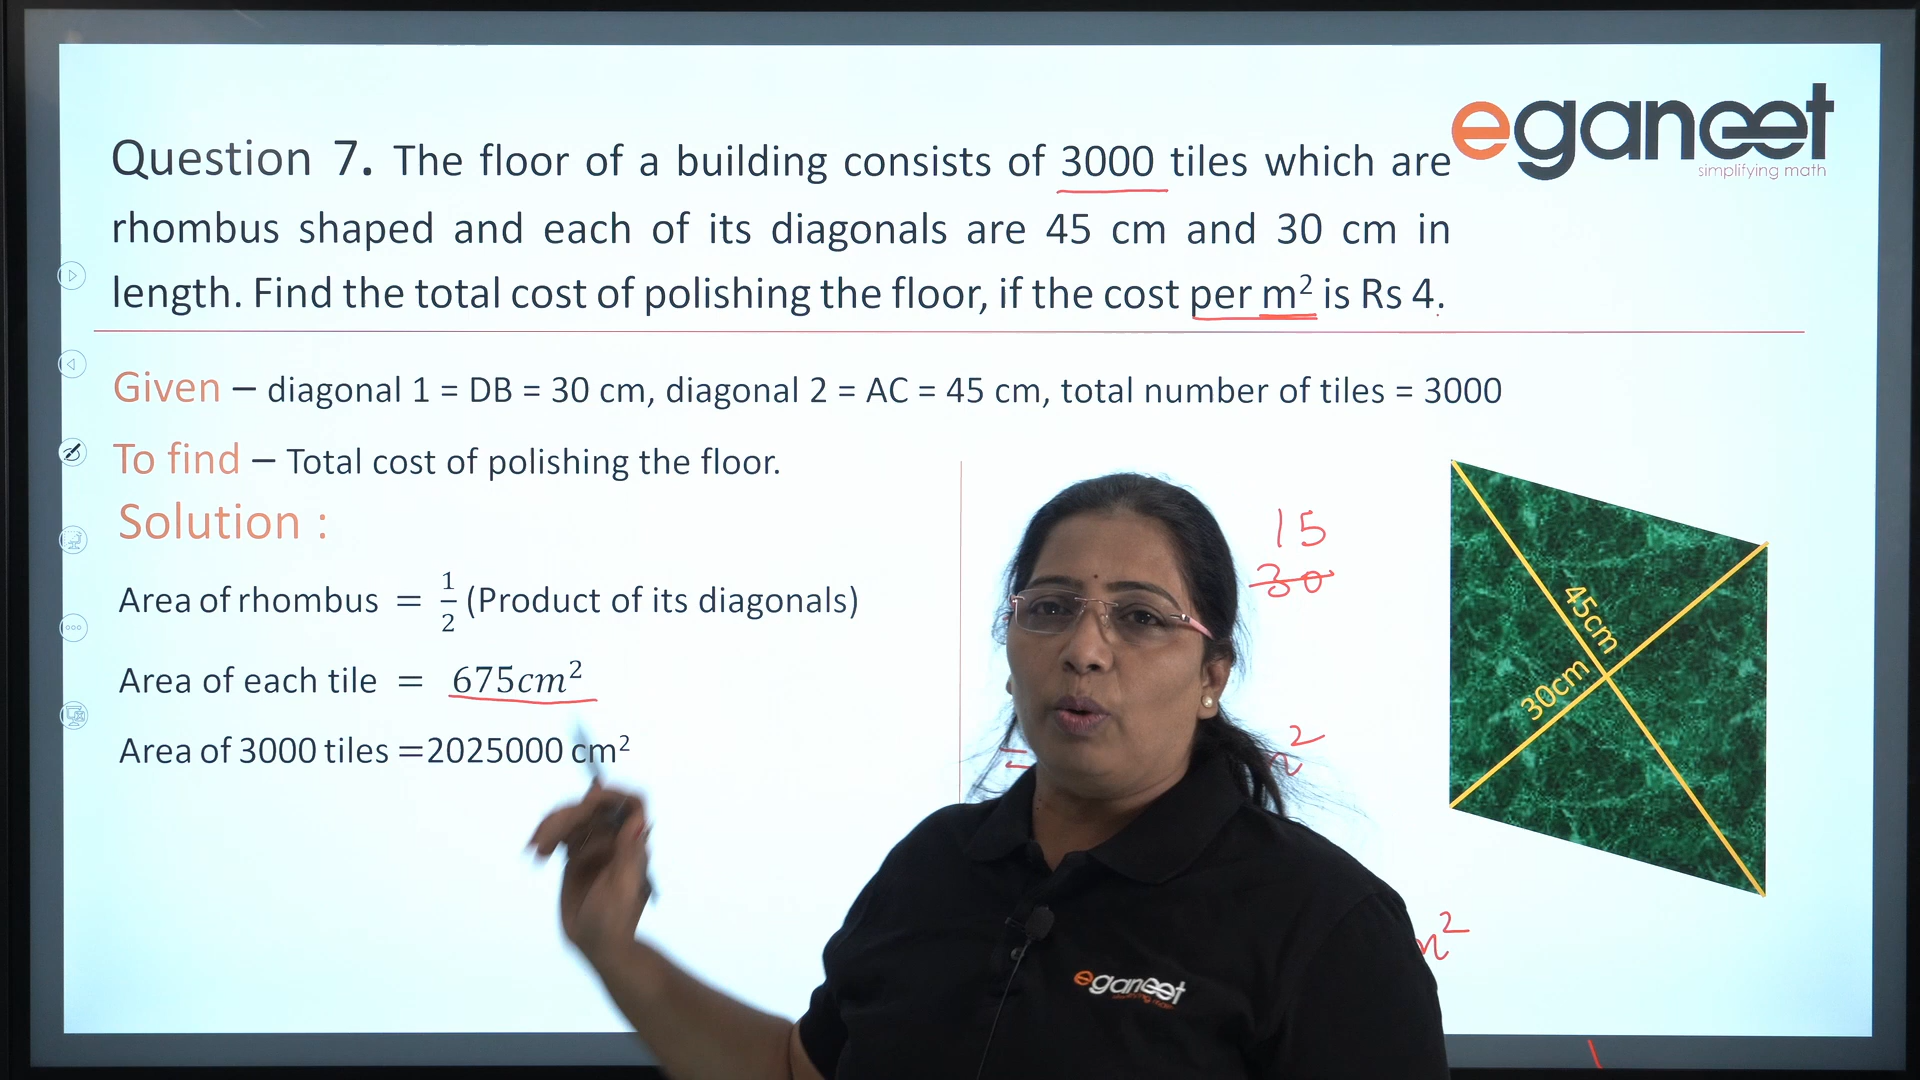 eganeet
simplifying math
Question 7. The floor of a building consists of 3000 tiles which are
rhombus shaped and each of its diagonals are 45 cm and 30 cm in
length. Find the total cost of polishing the floor, if the cost per m² is Rs 4.
Given – diagonal 1 = DB = 30 cm, diagonal 2 = AC = 45 cm, total number of tiles = 3000
To find – Total cost of polishing the floor.
Solution :
Area of rhombus = 1/2 (Product of its diagonals)
Area of each tile = 675cm²
Area of 3000 tiles =2025000 cm²
15
30
=
2
n²
45cm
30cm
eganeet